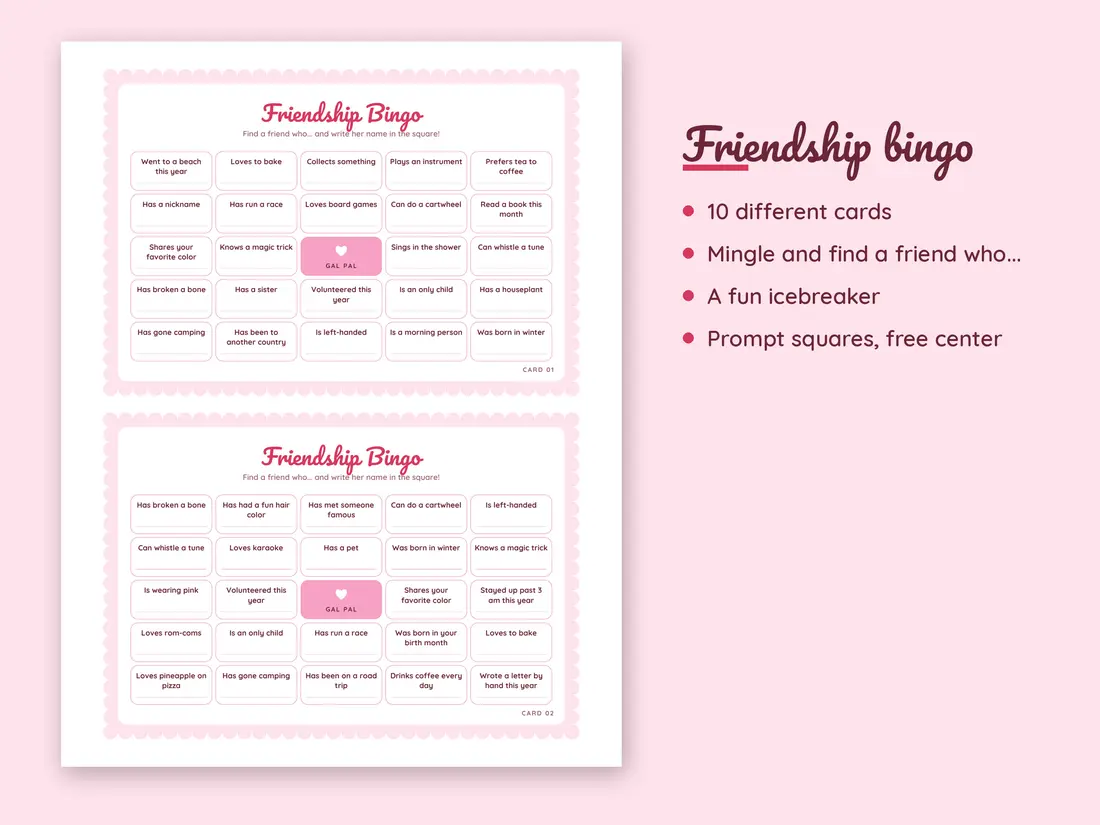 Friendship Bingo
Find a friend who... and write her name in the square!
Went to a beach
this year
Loves to bake
Collects something
Plays an instrument
Prefers tea to
coffee
Has a nickname
Has run a race
Loves board games
Can do a cartwheel
Read a book this
month
Shares your
favorite color
Knows a magic trick
GAL PAL
Sings in the shower
Can whistle a tune
Has broken a bone
Has a sister
Volunteered this
year
Is an only child
Has a houseplant
Has gone camping
Has been to
another country
Is left-handed
Is a morning person
Was born in winter
CARD 01
Friendship Bingo
Find a friend who... and write her name in the square!
Has broken a bone
Has had a fun hair
color
Has met someone
famous
Can do a cartwheel
Is left-handed
Can whistle a tune
Loves karaoke
Has a pet
Was born in winter
Knows a magic trick
Is wearing pink
Volunteered this
year
GAL PAL
Shares your
favorite color
Stayed up past 3
am this year
Loves rom-coms
Is an only child
Has run a race
Was born in your
birth month
Loves to bake
Loves pineapple on
pizza
Has gone camping
Has been on a road
trip
Drinks coffee every
day
Wrote a letter by
hand this year
CARD 02
Friendship bingo
10 different cards
Mingle and find a friend who...
A fun icebreaker
Prompt squares, free center